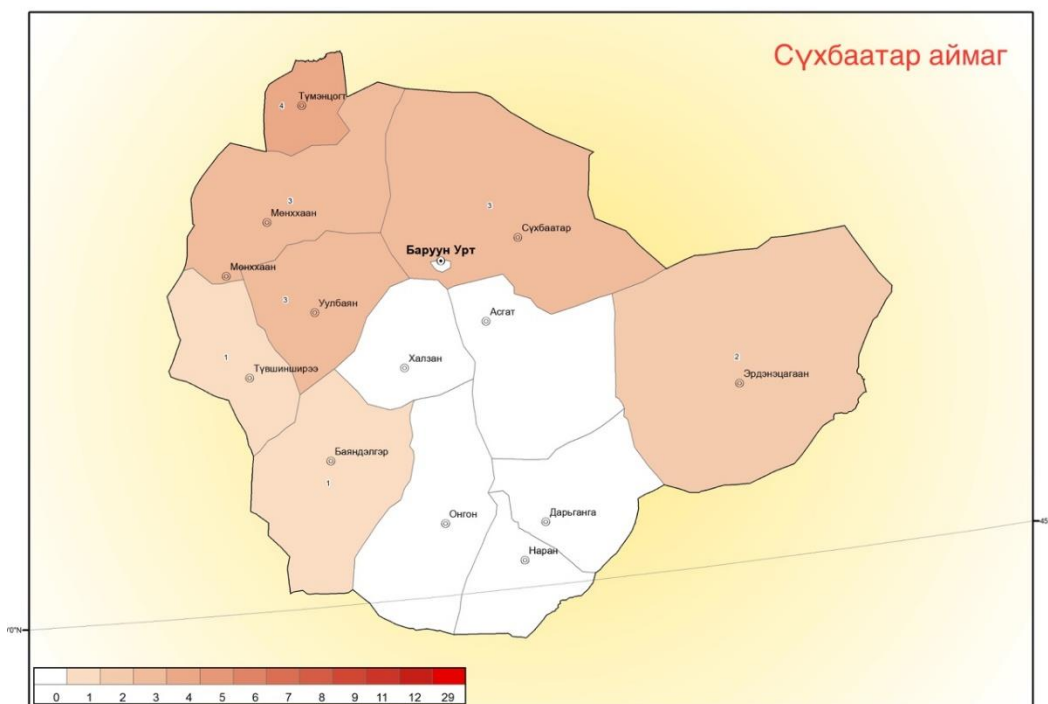 Сүхбаатар аймаг
Түмэнцогт
4
3
Мөнххаан
3
Сүхбаатар
Баруун Урт
Мөнххаан
3
Уулбаян
Асгат
1
Түвшинширээ
Халзан
2
Эрдэнэцагаан
Баяндэлгэр
1
Онгон
Дарьганга
Наран
45
0 1 2 3 4 5 6 7 8 9 11 12 29